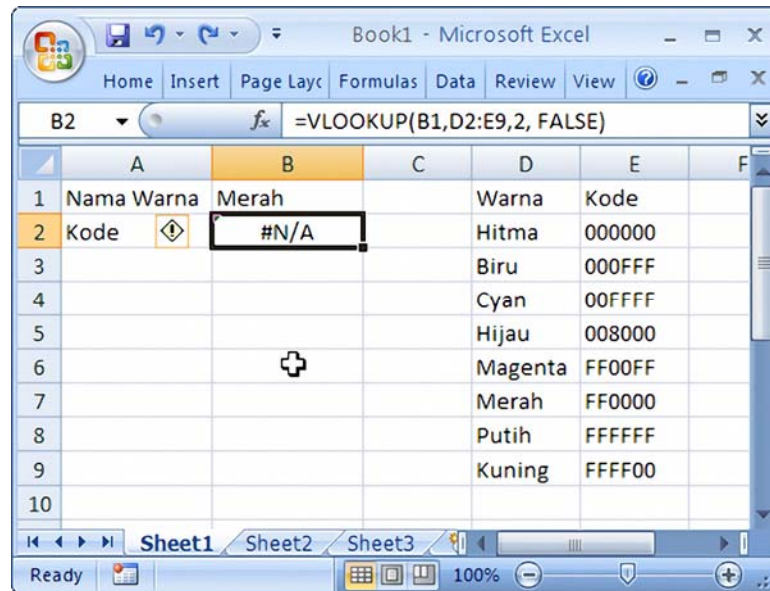 Book1 - Microsoft Excel
Home Insert Page Layc Formulas Data Review View
B2 fx =VLOOKUP(B1,D2:E9,2, FALSE)
A B C D E F
1 Nama Warna Merah Warna Kode
2 Kode #N/A Hitma 000000
3 Biru 000FFF
4 Cyan 00FFFF
5 Hijau 008000
6 Magenta FF00FF
7 Merah FF0000
8 Putih FFFFFF
9 Kuning FFFF00
10
Sheet1 Sheet2 Sheet3
Ready 100%